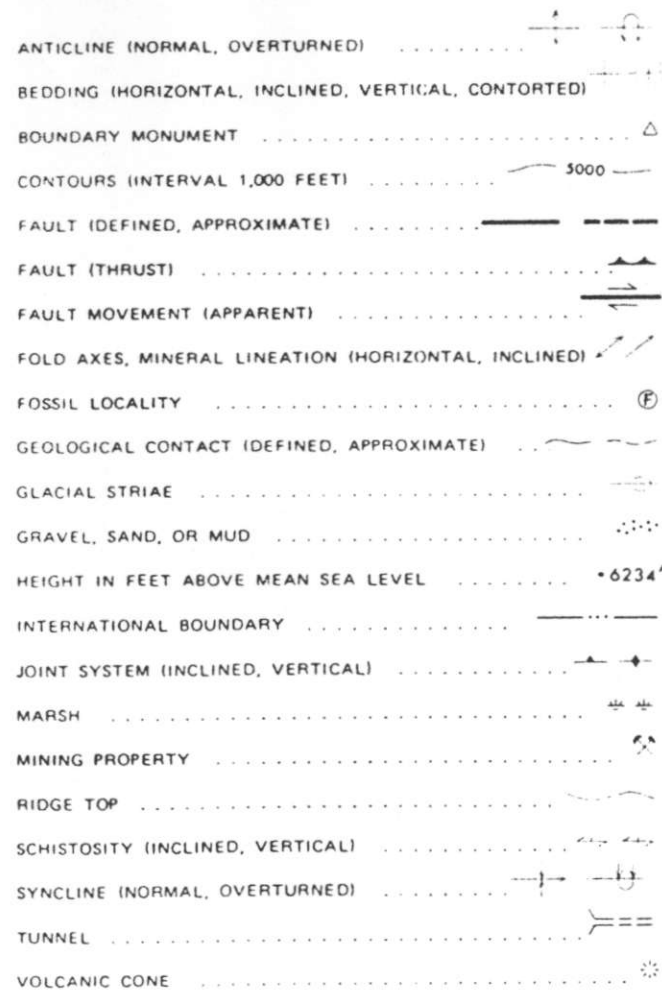 ANTICLINE (NORMAL, OVERTURNED) . . . . . . . . .
BEDDING (HORIZONTAL, INCLINED, VERTICAL, CONTORTED)
BOUNDARY MONUMENT . . . . . . . . . . . . . . . . . . . . . . . . . . .
CONTOURS (INTERVAL 1,000 FEET) . . . . . . . . . 5000
FAULT (DEFINED, APPROXIMATE) . . . . . . . . .
FAULT (THRUST) . . . . . . . . . . . . . . . . . . . . . . . . . . . . .
FAULT MOVEMENT (APPARENT) . . . . . . . . . . . . . . . . . .
FOLD AXES, MINERAL LINEATION (HORIZONTAL, INCLINED)
FOSSIL LOCALITY . . . . . . . . . . . . . . . . . . . . . . . . . . . . F
GEOLOGICAL CONTACT (DEFINED, APPROXIMATE) . .
GLACIAL STRIAE . . . . . . . . . . . . . . . . . . . . . . . . . . .
GRAVEL, SAND, OR MUD . . . . . . . . . . . . . . . . . . . . . .
HEIGHT IN FEET ABOVE MEAN SEA LEVEL . . . . . . . . •6234'
INTERNATIONAL BOUNDARY . . . . . . . . . . . . . .
JOINT SYSTEM (INCLINED, VERTICAL) . . . . . . . . . . . .
MARSH . . . . . . . . . . . . . . . . . . . . . . . . . . . . . . . . .
MINING PROPERTY . . . . . . . . . . . . . . . . . . . . . . . . . . . .
RIDGE TOP . . . . . . . . . . . . . . . . . . . . . . . . . . . . .
SCHISTOSITY (INCLINED, VERTICAL) . . . . . . . . . . . . . .
SYNCLINE (NORMAL, OVERTURNED) . . . . . . . . .
TUNNEL . . . . . . . . . . . . . . . . . . . . . . . . . . . . . . . . .
VOLCANIC CONE . . . . . . . . . . . . . . . . . . . . . . . . . . . . . .